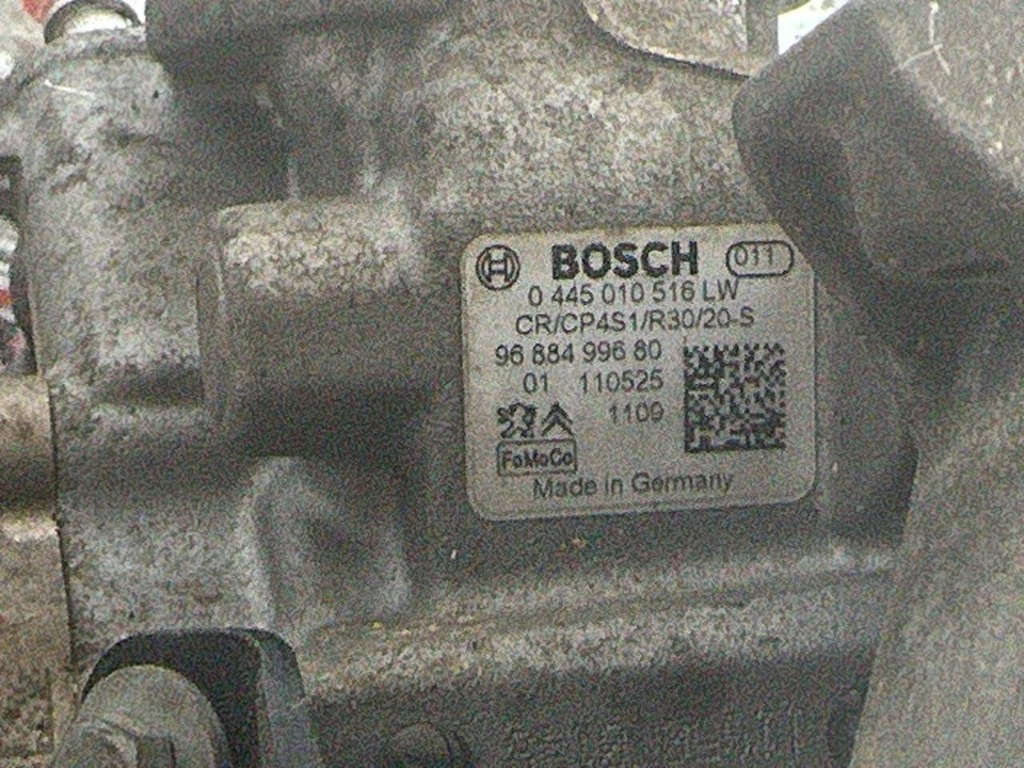 BOSCH 011
0 445 010 516 LW
CR/CP4S1/R30/20-S
96 884 996 80
01 110525
1109
FoMoCo
Made in Germany